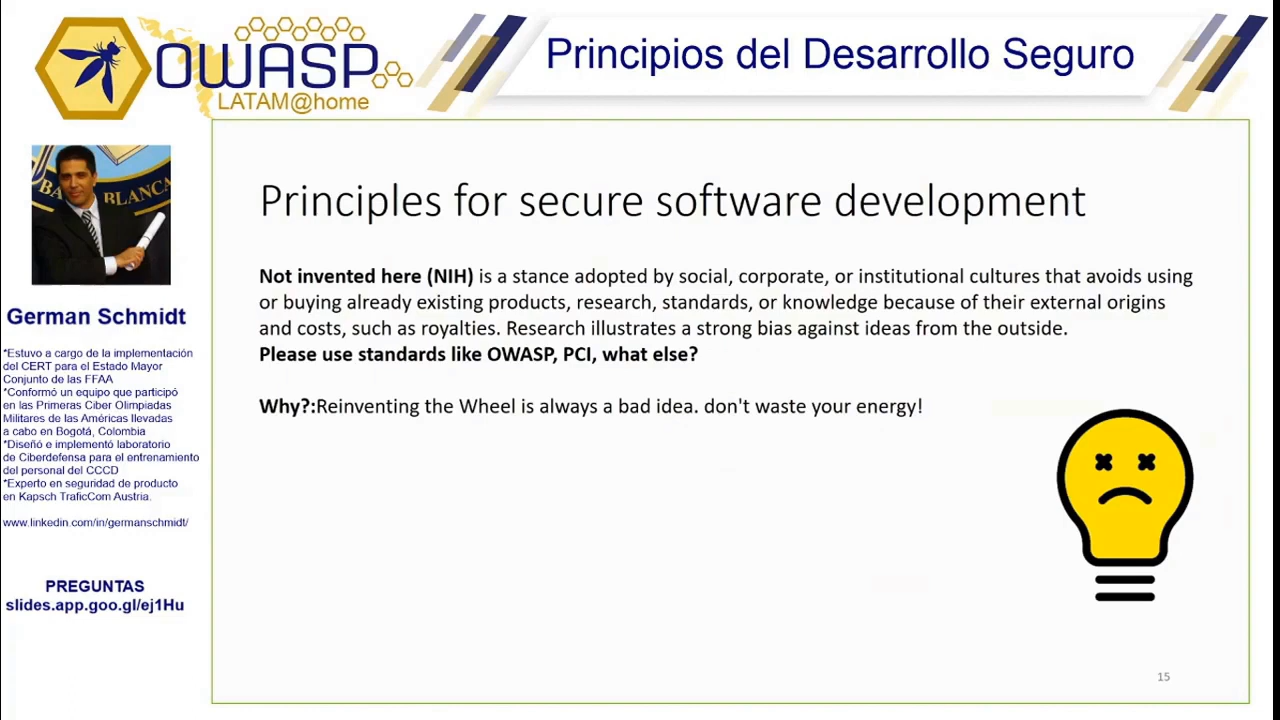 OWASP
LATAM@home
Principios del Desarrollo Seguro
BA BLANCA
German Schmidt
*Estuvo a cargo de la implementación
del CERT para el Estado Mayor
Conjunto de las FFAA
*Conformó un equipo que participó
en las Primeras Ciber Olimpiadas
Militares de las Américas llevadas
a cabo en Bogotá, Colombia
*Diseñó e implementó laboratorio
de Ciberdefensa para el entrenamiento
del personal del CCCD
*Experto en seguridad de producto
en Kapsch TraficCom Austria.
www.linkedin.com/in/germanschmidt/
PREGUNTAS
slides.app.goo.gl/ej1Hu
Principles for secure software development
Not invented here (NIH) is a stance adopted by social, corporate, or institutional cultures that avoids using
or buying already existing products, research, standards, or knowledge because of their external origins
and costs, such as royalties. Research illustrates a strong bias against ideas from the outside.
Please use standards like OWASP, PCI, what else?
Why?:Reinventing the Wheel is always a bad idea. don't waste your energy!
15